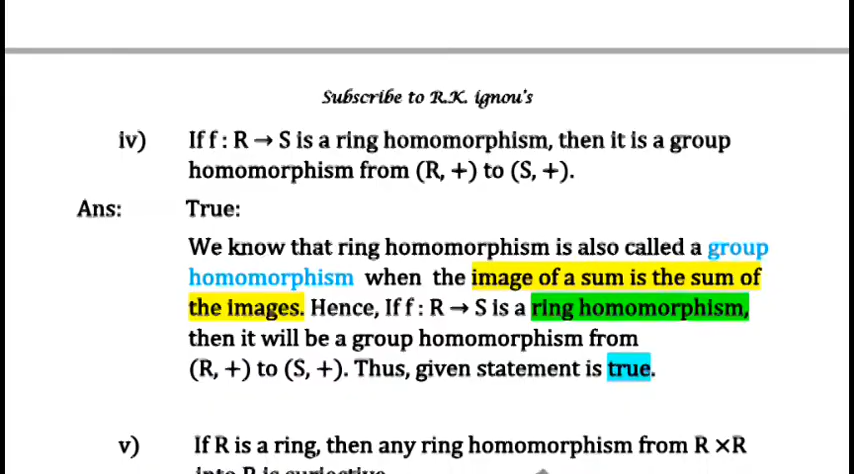 Subscribe to R.K. ignou's
iv) If f : R → S is a ring homomorphism, then it is a group
homomorphism from (R, +) to (S, +).
Ans: True:
We know that ring homomorphism is also called a group
homomorphism when the image of a sum is the sum of
the images. Hence, If f : R → S is a ring homomorphism,
then it will be a group homomorphism from
(R, +) to (S, +). Thus, given statement is true.
v) If R is a ring, then any ring homomorphism from R ×R
into R is surjective